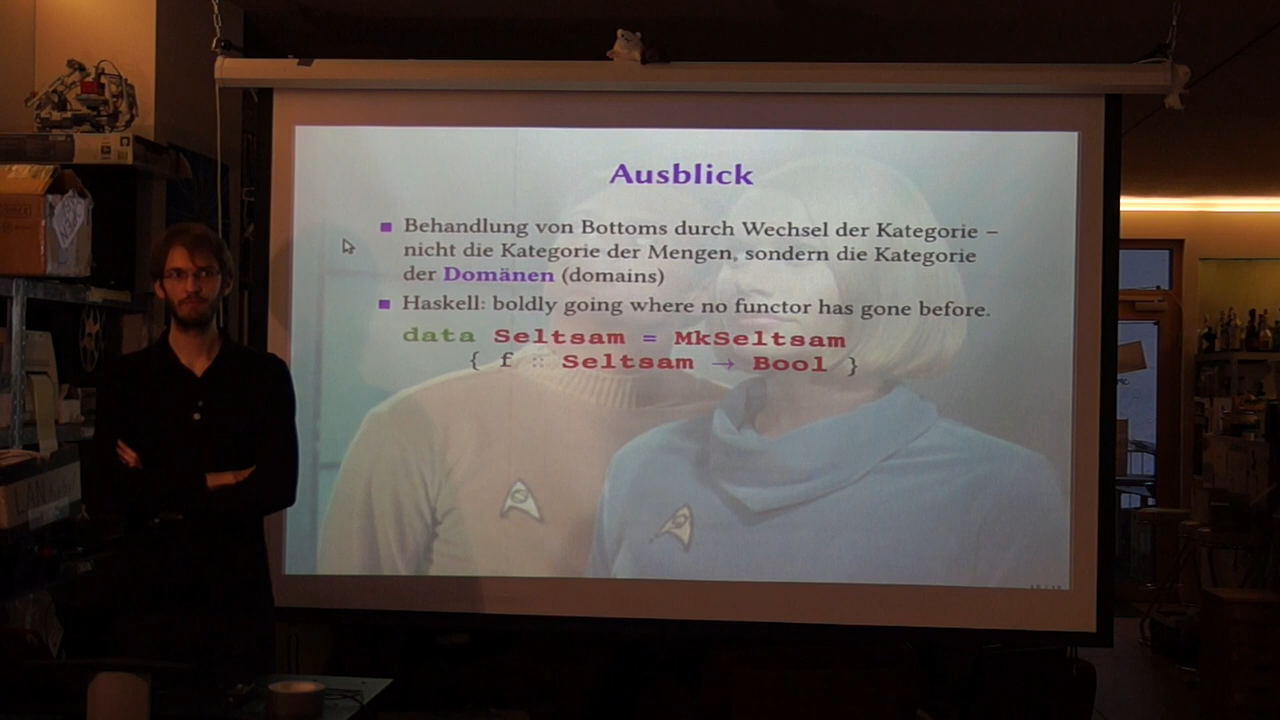 Ausblick
Behandlung von Bottoms durch Wechsel der Kategorie –
nicht die Kategorie der Mengen, sondern die Kategorie
der Domänen (domains)
Haskell: boldly going where no functor has gone before.
data Seltsam = MkSeltsam
{ f :: Seltsam → Bool }